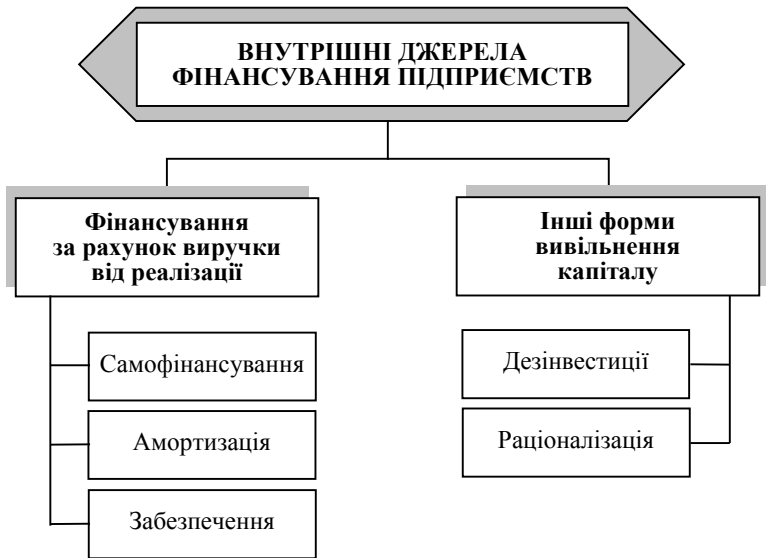 ВНУТРІШНІ ДЖЕРЕЛА
ФІНАНСУВАННЯ ПІДПРИЄМСТВ
Фінансування
за рахунок виручки
від реалізації
Самофінансування
Амортизація
Забезпечення
Інші форми
вивільнення
капіталу
Дезінвестиції
Раціоналізація